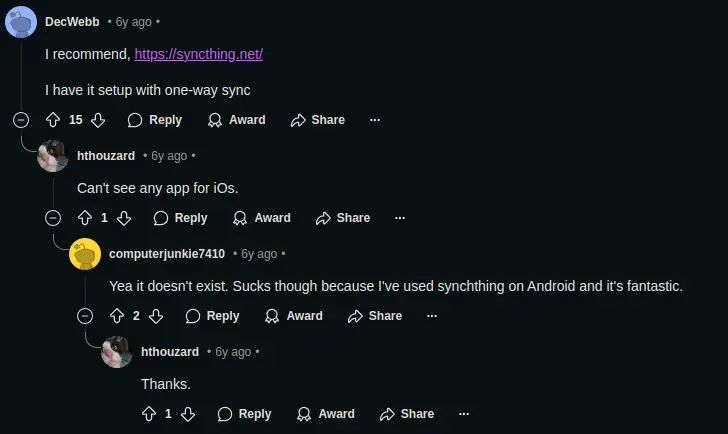 DecWebb • 6y ago •
I recommend, https://syncthing.net/
I have it setup with one-way sync
15 Reply Award Share ...
hthouzard • 6y ago •
Can't see any app for iOs.
1 Reply Award Share ...
computerjunkie7410 • 6y ago •
Yea it doesn't exist. Sucks though because I've used synchthing on Android and it's fantastic.
2 Reply Award Share ...
hthouzard • 6y ago •
Thanks.
1 Reply Award Share ...